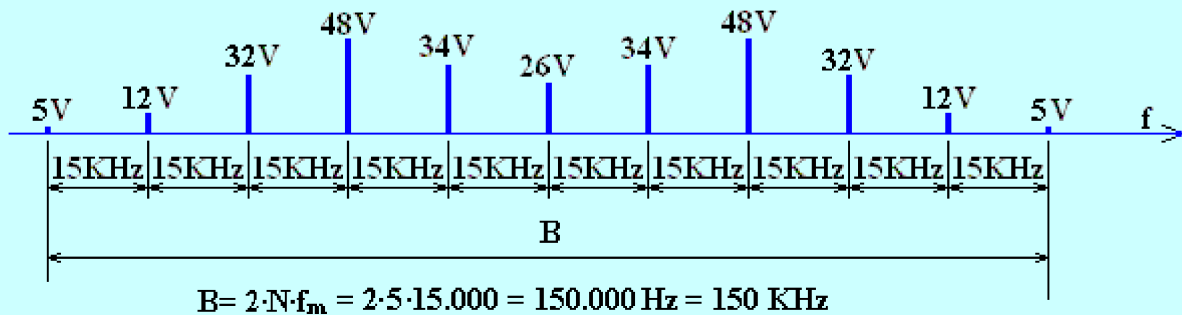 5V 12V 32V 48V 34V 26V 34V 48V 32V 12V 5V f
15KHz 15KHz 15KHz 15KHz 15KHz 15KHz 15KHz 15KHz 15KHz 15KHz
B
B= 2·N·fm = 2·5·15.000 = 150.000 Hz = 150 KHz